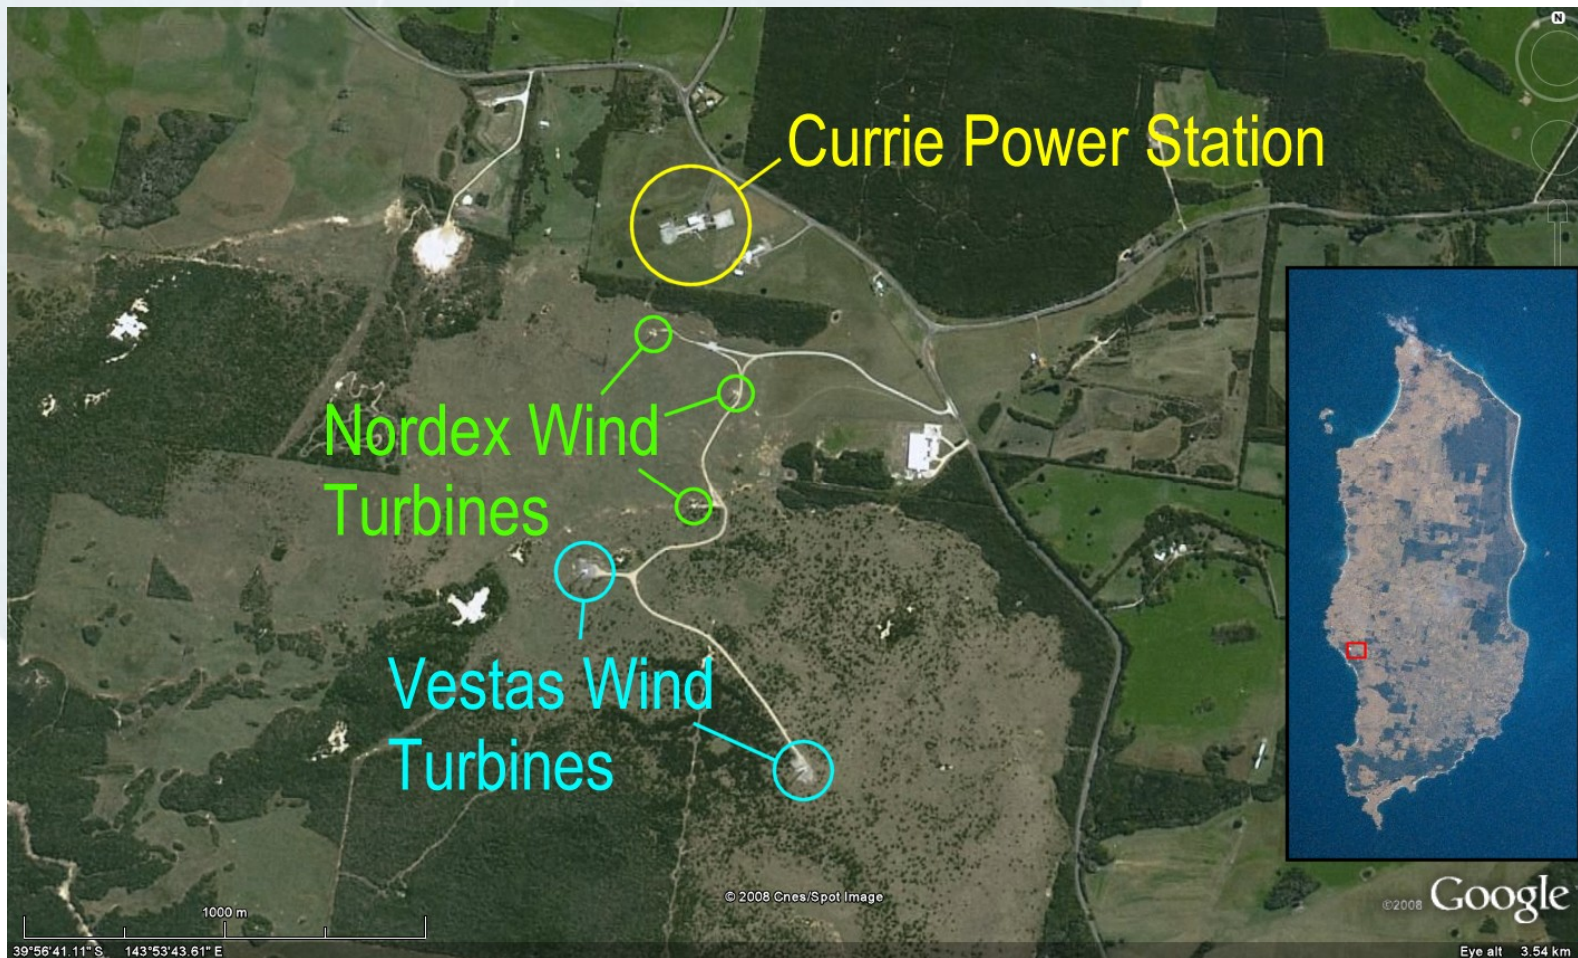 N
Currie Power Station
Nordex Wind
Turbines
Vestas Wind
Turbines
© 2008 Cnes/Spot Image
©2008 Google
1000 m
39°56'41.11" S 143°53'43.61" E
Eye alt 3.54 km